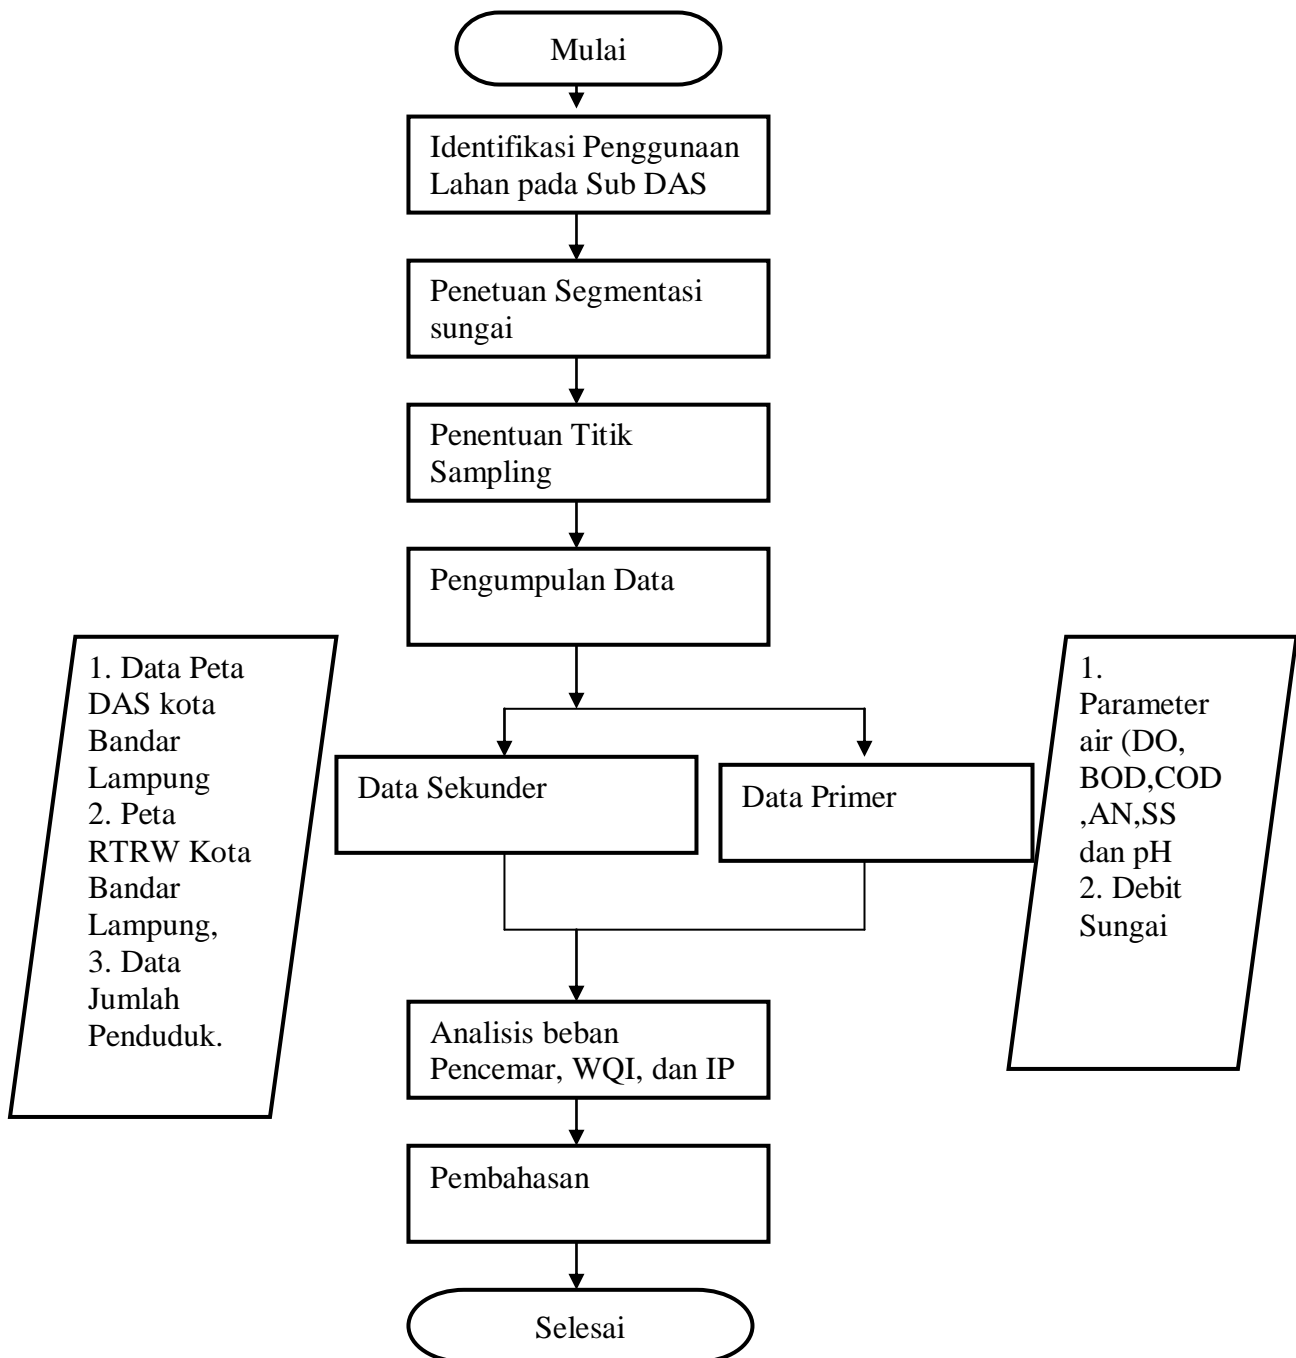 Mulai
Identifikasi Penggunaan
Lahan pada Sub DAS
Penetuan Segmentasi
sungai
Penentuan Titik
Sampling
Pengumpulan Data
1. Data Peta
DAS kota
Bandar
Lampung
2. Peta
RTRW Kota
Bandar
Lampung,
3. Data
Jumlah
Penduduk.
Data Sekunder
Data Primer
1.
Parameter
air (DO,
BOD,COD
,AN,SS
dan pH
2. Debit
Sungai
Analisis beban
Pencemar, WQI, dan IP
Pembahasan
Selesai